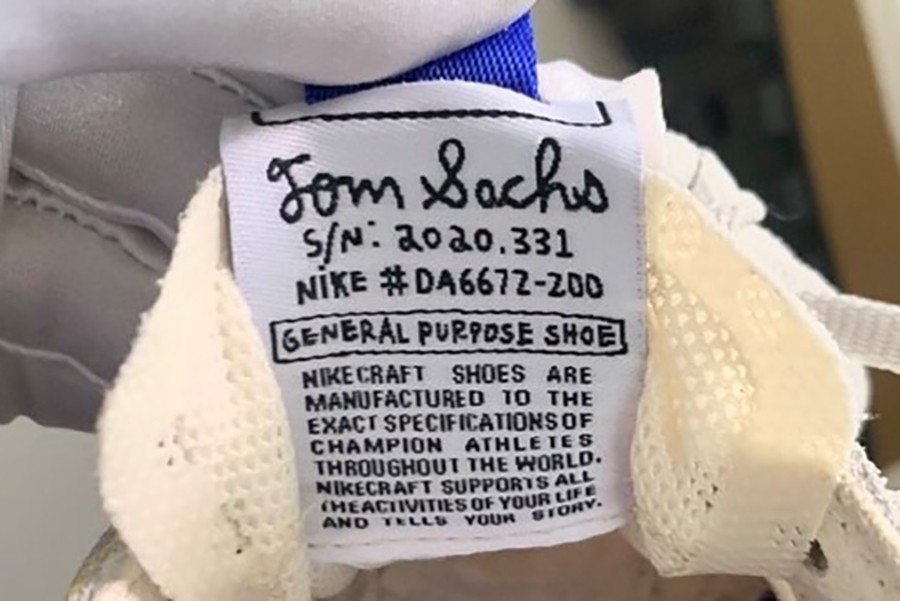 Tom Sachs
S/N: 2020.331
NIKE #DA6672-200
GENERAL PURPOSE SHOE
NIKECRAFT SHOES ARE
MANUFACTURED TO THE
EXACT SPECIFICATIONS OF
CHAMPION ATHLETES
THROUGHOUT THE WORLD.
NIKECRAFT SUPPORTS ALL
THE ACTIVITIES OF YOUR LIFE
AND TELLS YOUR STORY.